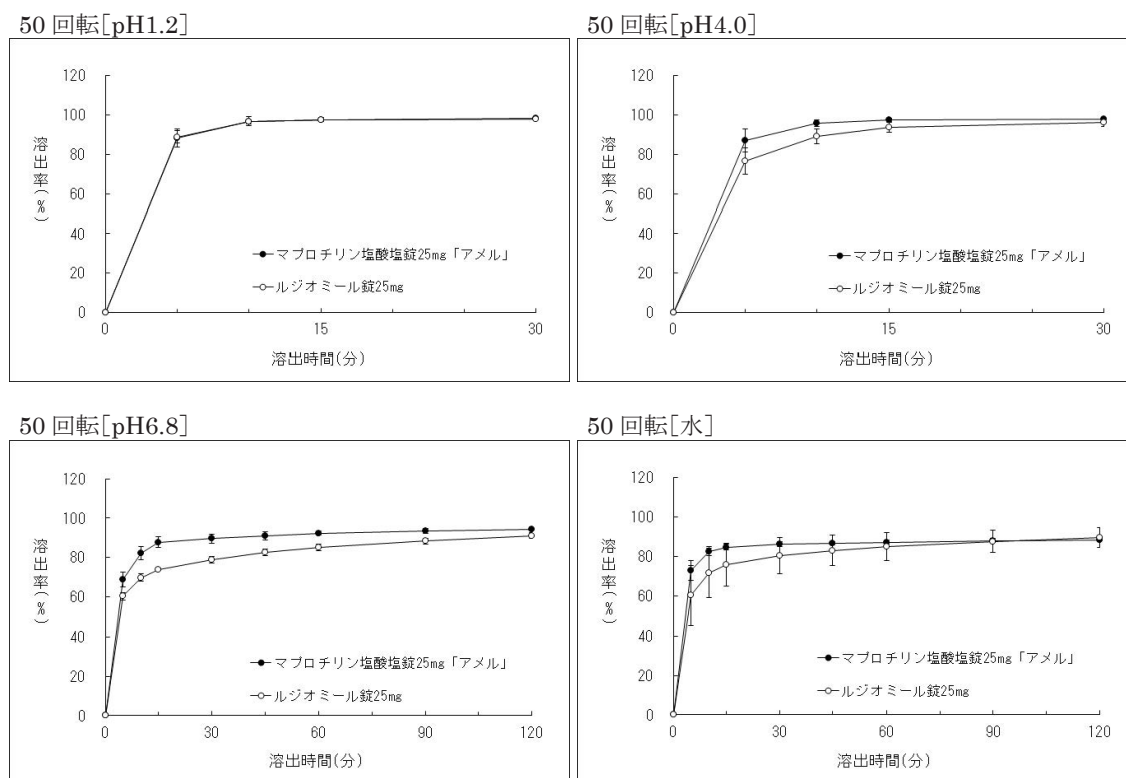 50 回転[pH1.2]
120
100
80
60
40
20
0
溶出率(%)
マプロチリン塩酸塩錠25mg「アメル」
ルジオミール錠25mg
0
15
30
溶出時間(分)
50 回転[pH4.0]
120
100
80
60
40
20
0
溶出率(%)
マプロチリン塩酸塩錠25mg「アメル」
ルジオミール錠25mg
0
15
30
溶出時間(分)
50 回転[pH6.8]
120
100
80
60
40
20
0
溶出率(%)
マプロチリン塩酸塩錠25mg「アメル」
ルジオミール錠25mg
0
30
60
90
120
溶出時間(分)
50 回転[水]
120
100
80
60
40
20
0
溶出率(%)
マプロチリン塩酸塩錠25mg「アメル」
ルジオミール錠25mg
0
30
60
90
120
溶出時間(分)